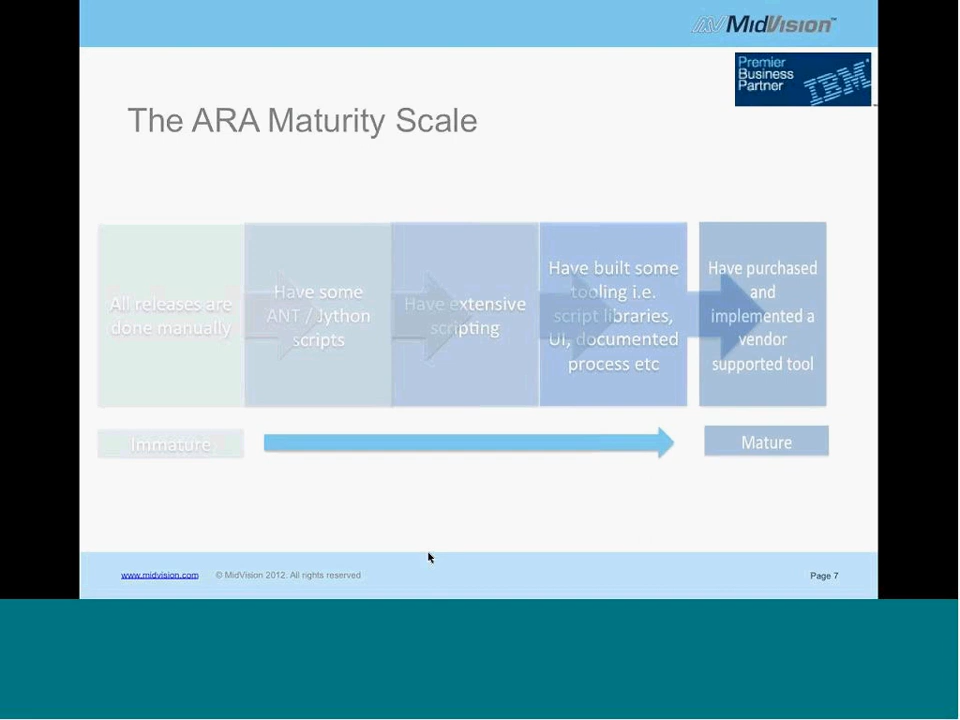 MidVision™
Premier
Business
Partner
IBM
The ARA Maturity Scale
All releases are
done manually
Have some
ANT / Jython
scripts
Have extensive
scripting
Have built some
tooling i.e.
script libraries,
UI, documented
process etc
Have purchased
and
implemented a
vendor
supported tool
Immature
Mature
www.midvision.com © MidVision 2012. All rights reserved
Page 7